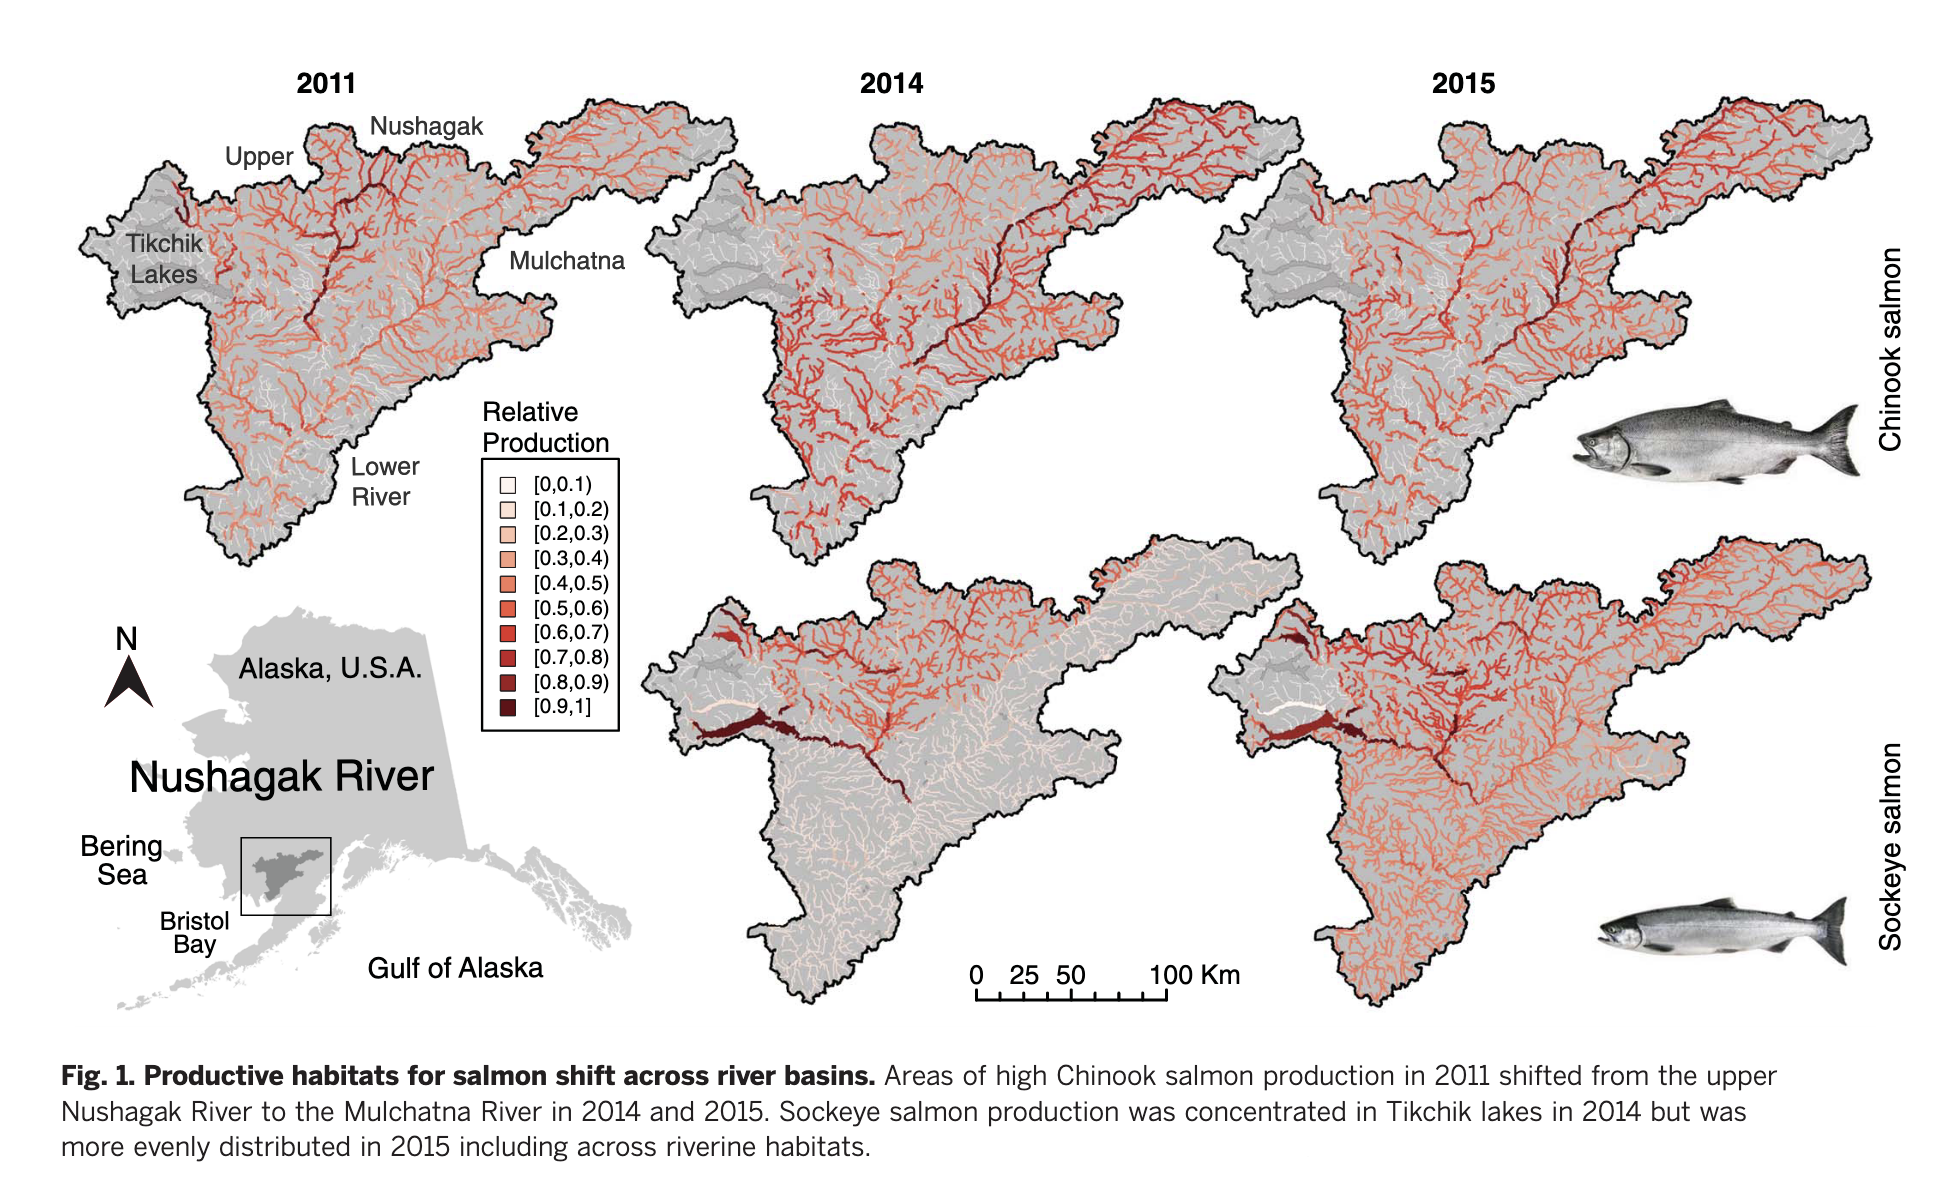 2011
2014
2015
Nushagak
Upper
Tikchik
Lakes
Mulchatna
Lower
River
Chinook salmon
Relative
Production
[0,0.1)
[0.1,0.2)
[0.2,0.3)
[0.3,0.4)
[0.4,0.5)
[0.5,0.6)
[0.6,0.7)
[0.7,0.8)
[0.8,0.9)
[0.9,1]
N
Alaska, U.S.A.
Nushagak River
Bering
Sea
Bristol
Bay
Gulf of Alaska
0 25 50 100 Km
Sockeye salmon
Fig. 1. Productive habitats for salmon shift across river basins. Areas of high Chinook salmon production in 2011 shifted from the upper
Nushagak River to the Mulchatna River in 2014 and 2015. Sockeye salmon production was concentrated in Tikchik lakes in 2014 but was
more evenly distributed in 2015 including across riverine habitats.